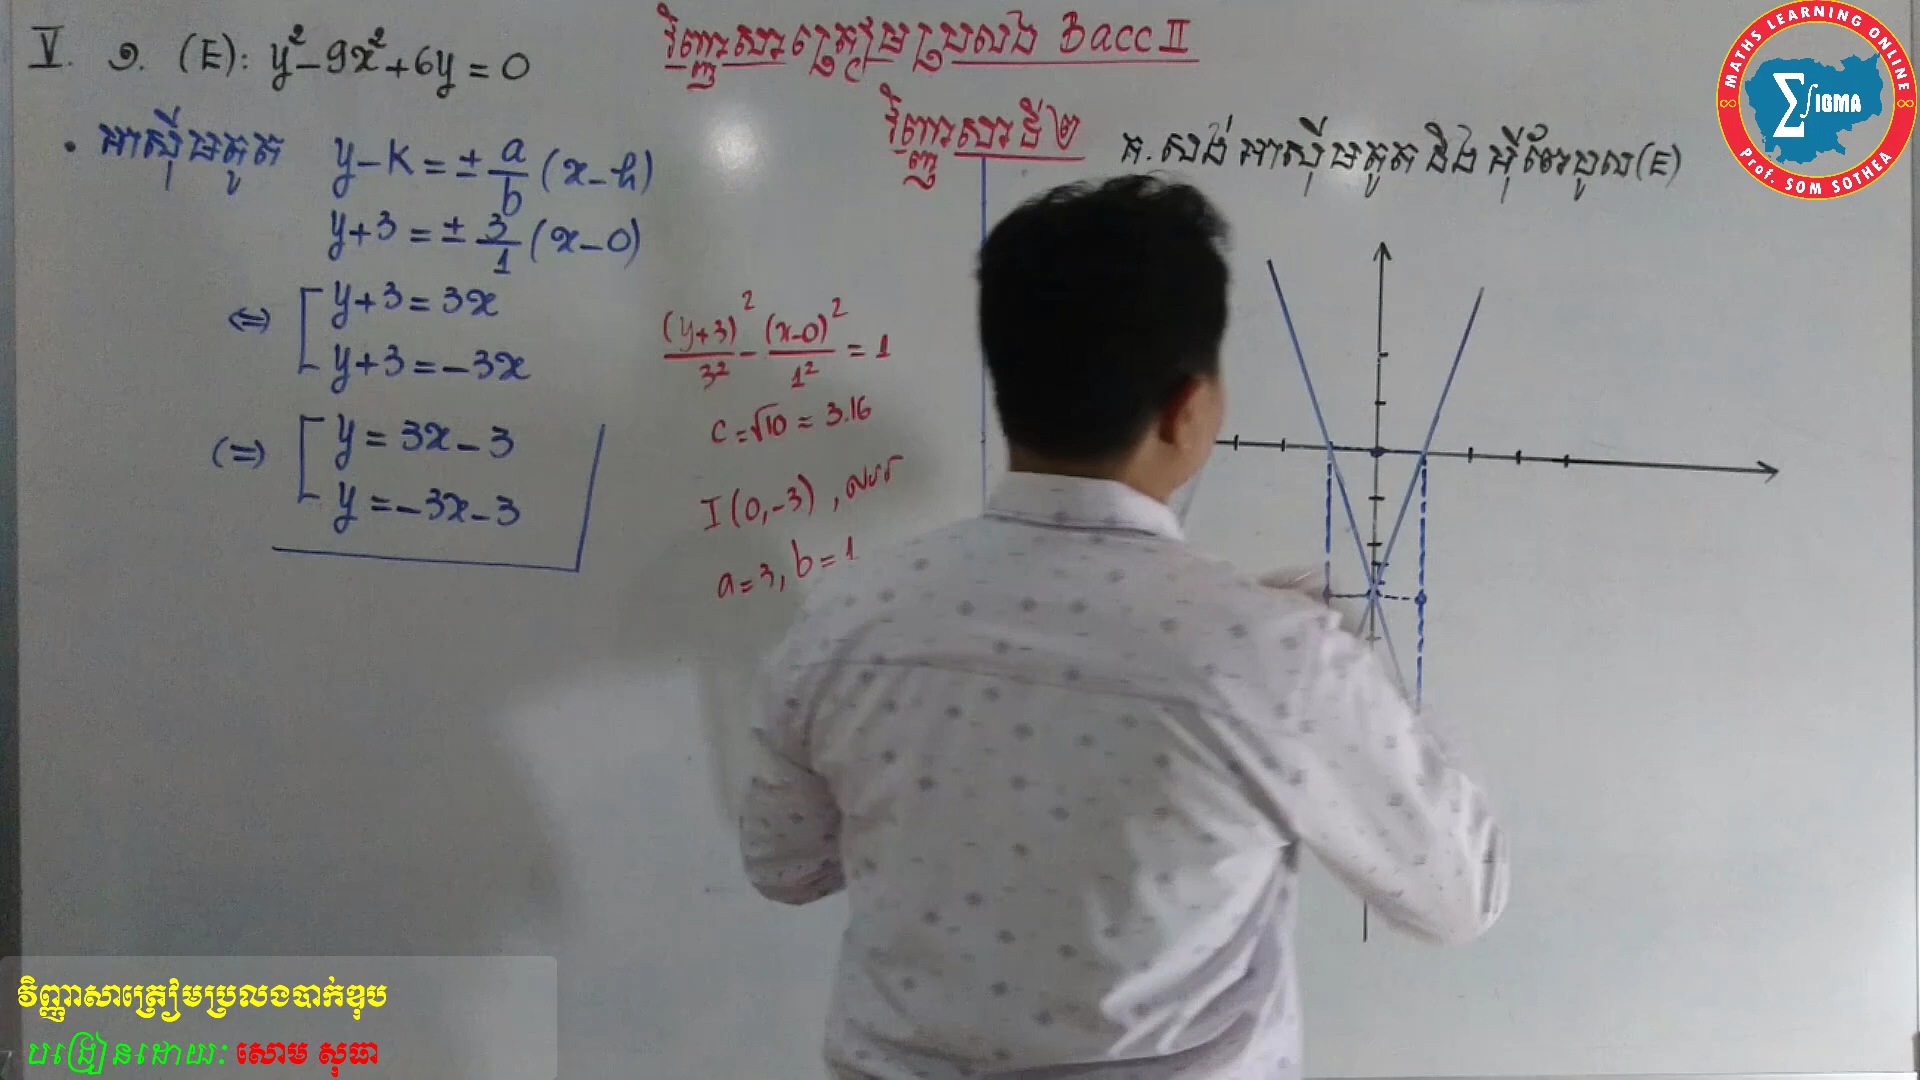 V. ១. (E): y² - 9x² + 6y = 0
វិញ្ញាសាត្រៀមប្រលង Bacc II
វិញ្ញាសាទី២
• អាស៊ីមតូត y - k = ± a/b (x - h)
y + 3 = ± 3/1 (x - 0)
⇔ [ y + 3 = 3x
y + 3 = -3x
(=) [ y = 3x - 3
y = -3x - 3
(y+3)²/3² - (x-0)²/1² = 1
c = √10 = 3.16
I(0, -3)
a = 3, b = 1
គ. សង់អាស៊ីមតូត និងអ៊ីពែបូល (E)
MATHS LEARNING ONLINE
∑∫IGMA
Prof. SOM SOTHEA
វិញ្ញាសាត្រៀមប្រលងបាក់ឌុប
បង្រៀនដោយ: សោម សុធា